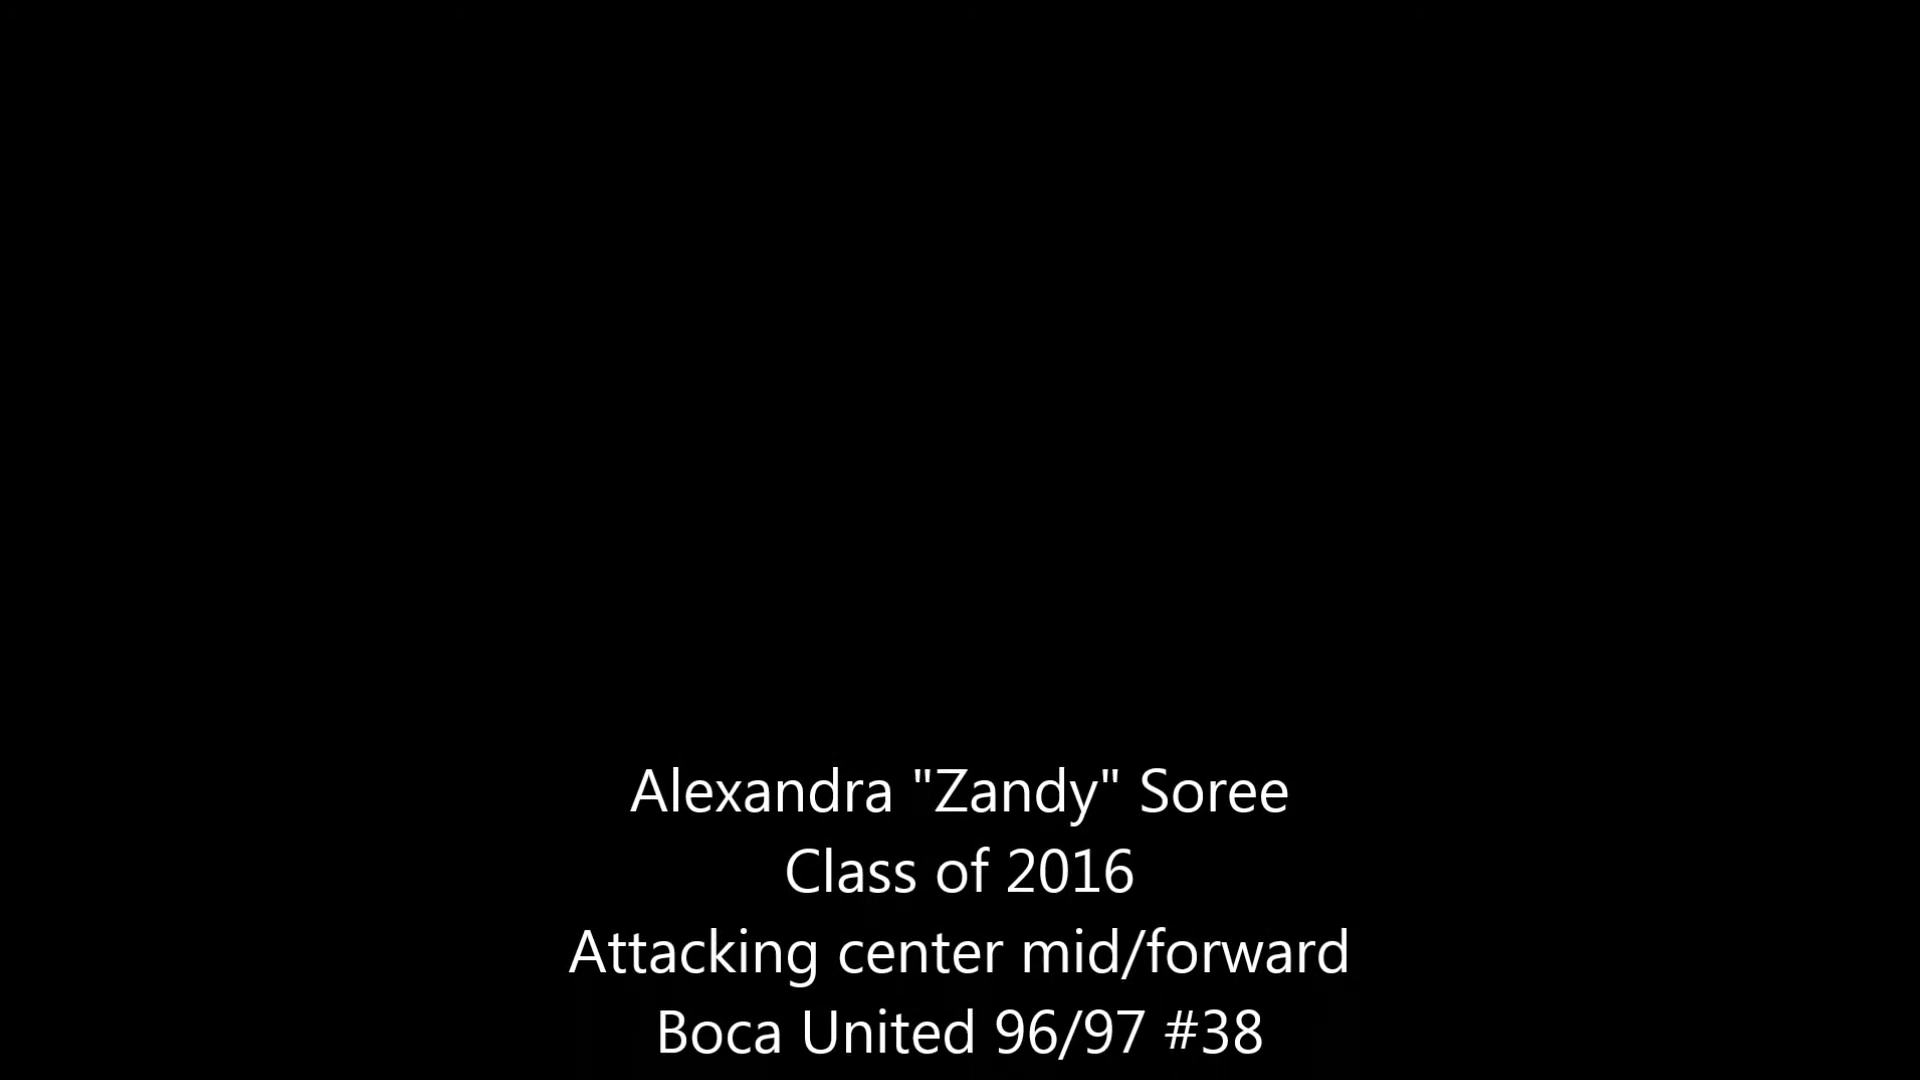 Alexandra "Zandy" Soree
Class of 2016
Attacking center mid/forward
Boca United 96/97 #38